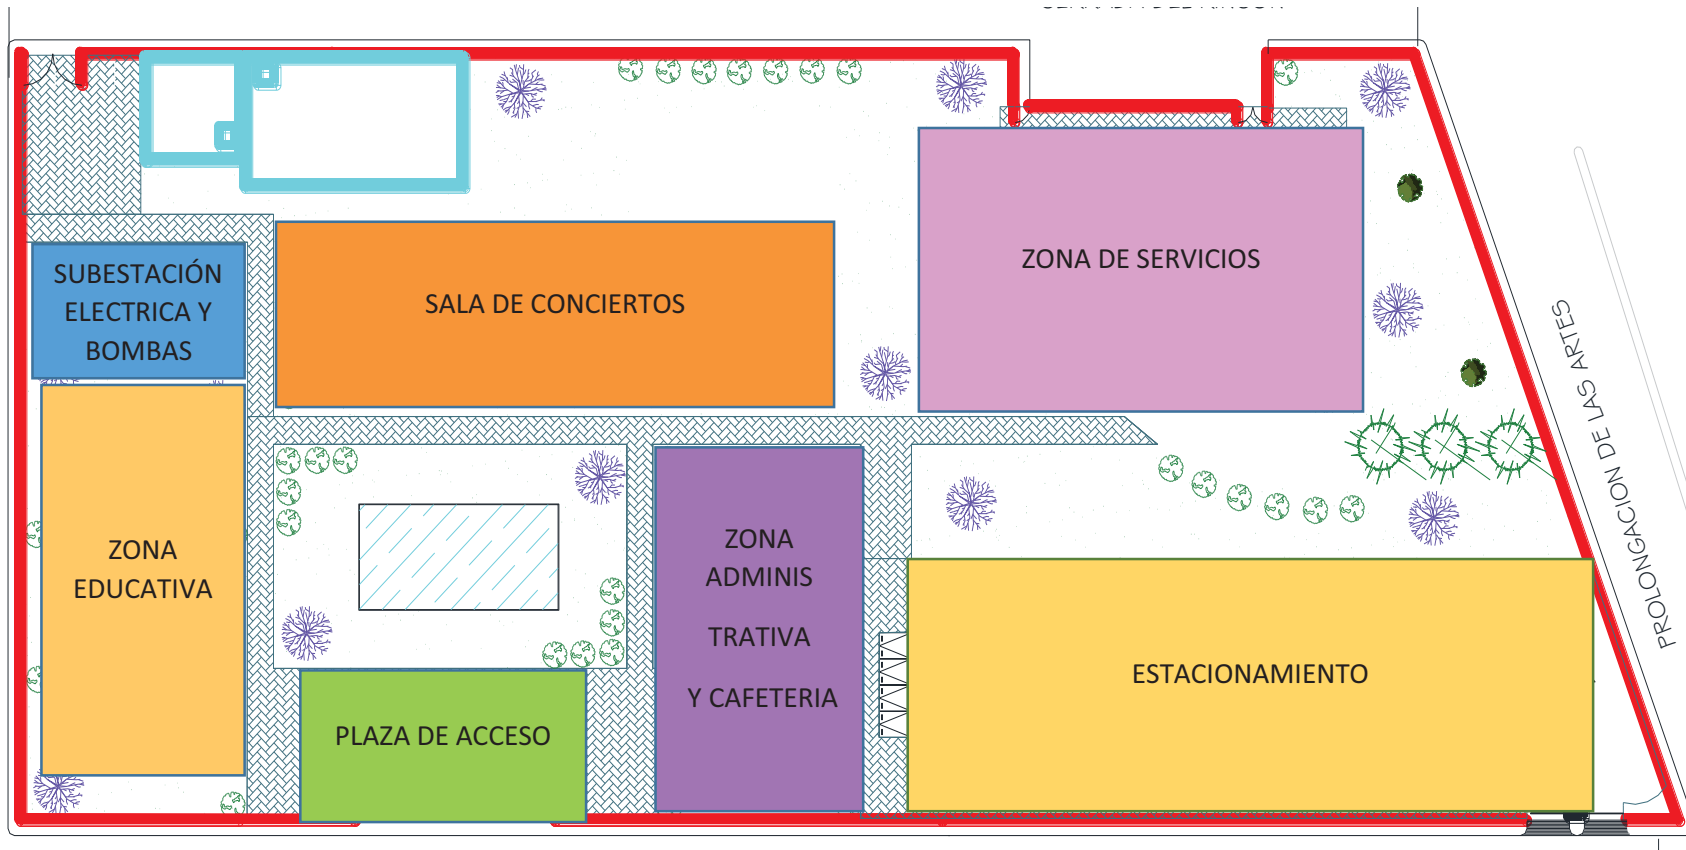 SUBESTACIÓN
ELECTRICA Y
BOMBAS
SALA DE CONCIERTOS
ZONA DE SERVICIOS
ZONA
EDUCATIVA
PLAZA DE ACCESO
ZONA
ADMINIS
TRATIVA
Y CAFETERIA
ESTACIONAMIENTO
PROLONGACION DE LAS ARTES